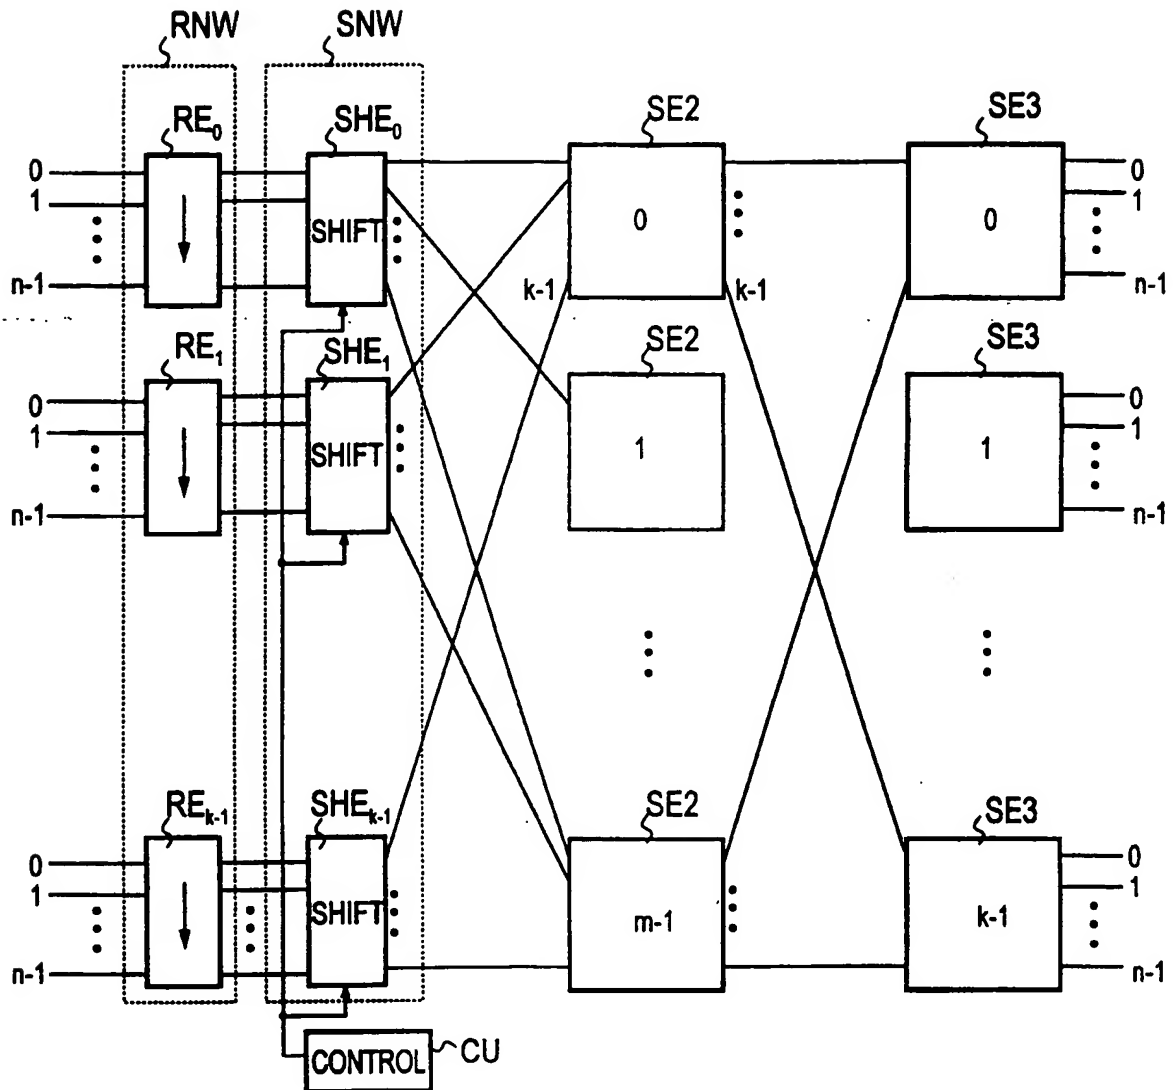 RNW SNW
RE0 SHE0 SE2 SE3
0 0
1 1
SHIFT 0 0
n-1 k-1 k-1 n-1
RE1 SHE1 SE2 SE3
0 0
1 1
SHIFT 1 1
n-1 n-1
REk-1 SHEk-1 SE2 SE3
0 0
1 1
SHIFT m-1 k-1
n-1 n-1
CONTROL CU